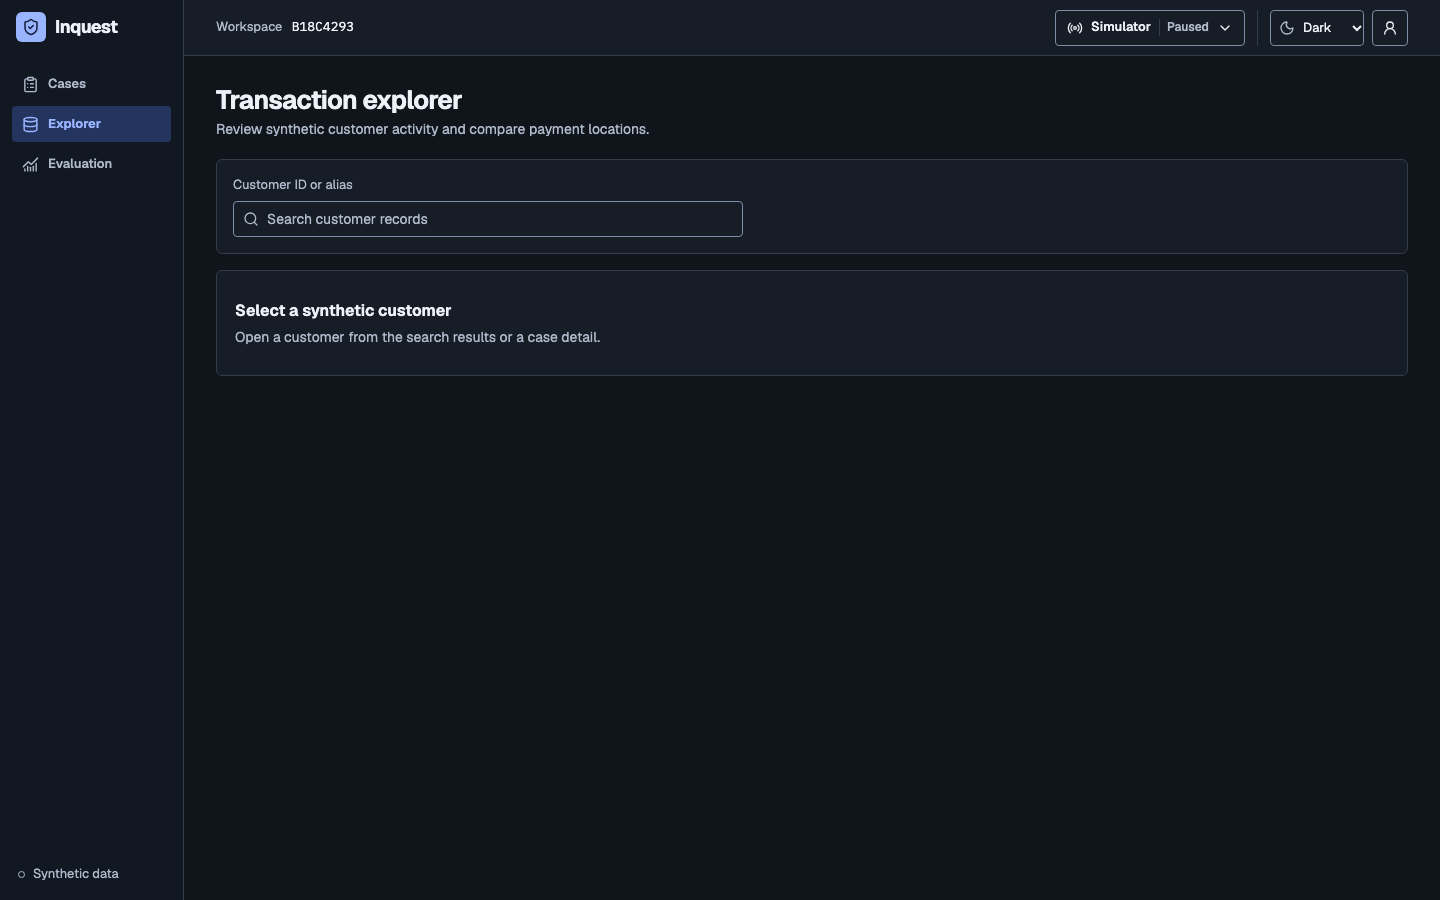 Inquest
Workspace B18C4293
Simulator Paused
Dark
Cases
Explorer
Evaluation
Transaction explorer
Review synthetic customer activity and compare payment locations.
Customer ID or alias
Search customer records
Select a synthetic customer
Open a customer from the search results or a case detail.
Synthetic data